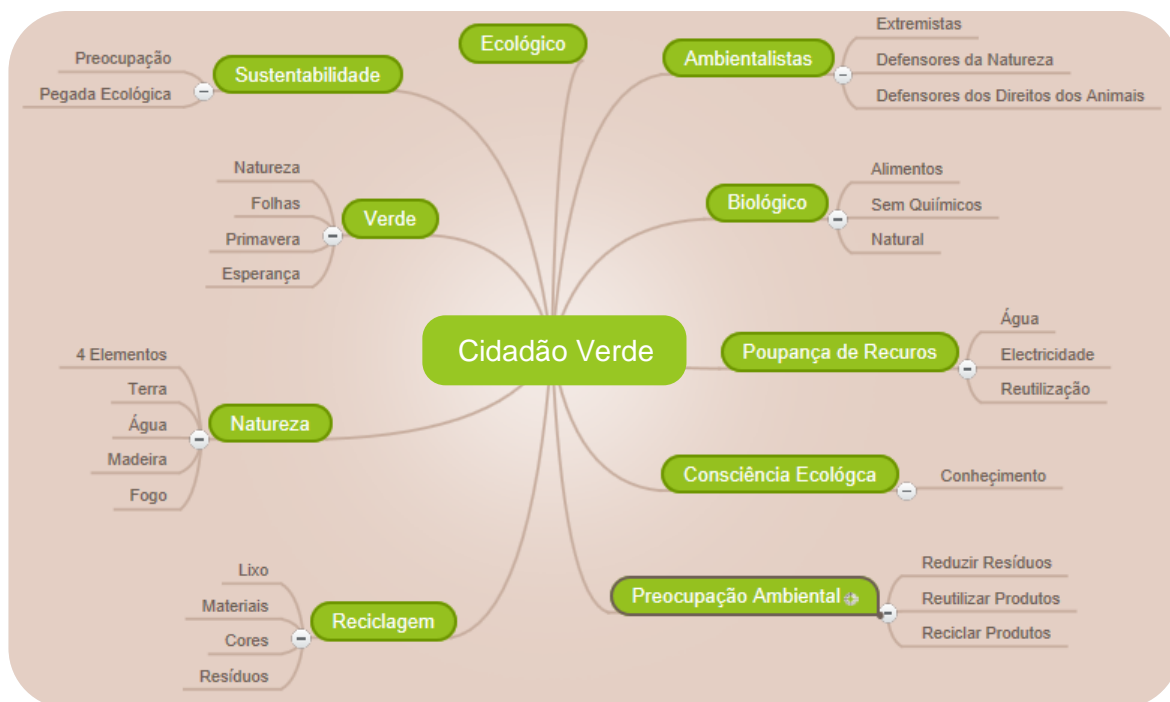 Cidadão Verde
Ecológico
Sustentabilidade
Preocupação
Pegada Ecológica
Verde
Natureza
Folhas
Primavera
Esperança
Natureza
4 Elementos
Terra
Água
Madeira
Fogo
Reciclagem
Lixo
Materiais
Cores
Resíduos
Ambientalistas
Extremistas
Defensores da Natureza
Defensores dos Direitos dos Animais
Biológico
Alimentos
Sem Quiímicos
Natural
Poupança de Recuros
Água
Electricidade
Reutilização
Consciência Ecológca
Conheçimento
Preocupação Ambiental
Reduzir Resíduos
Reutilizar Produtos
Reciclar Produtos